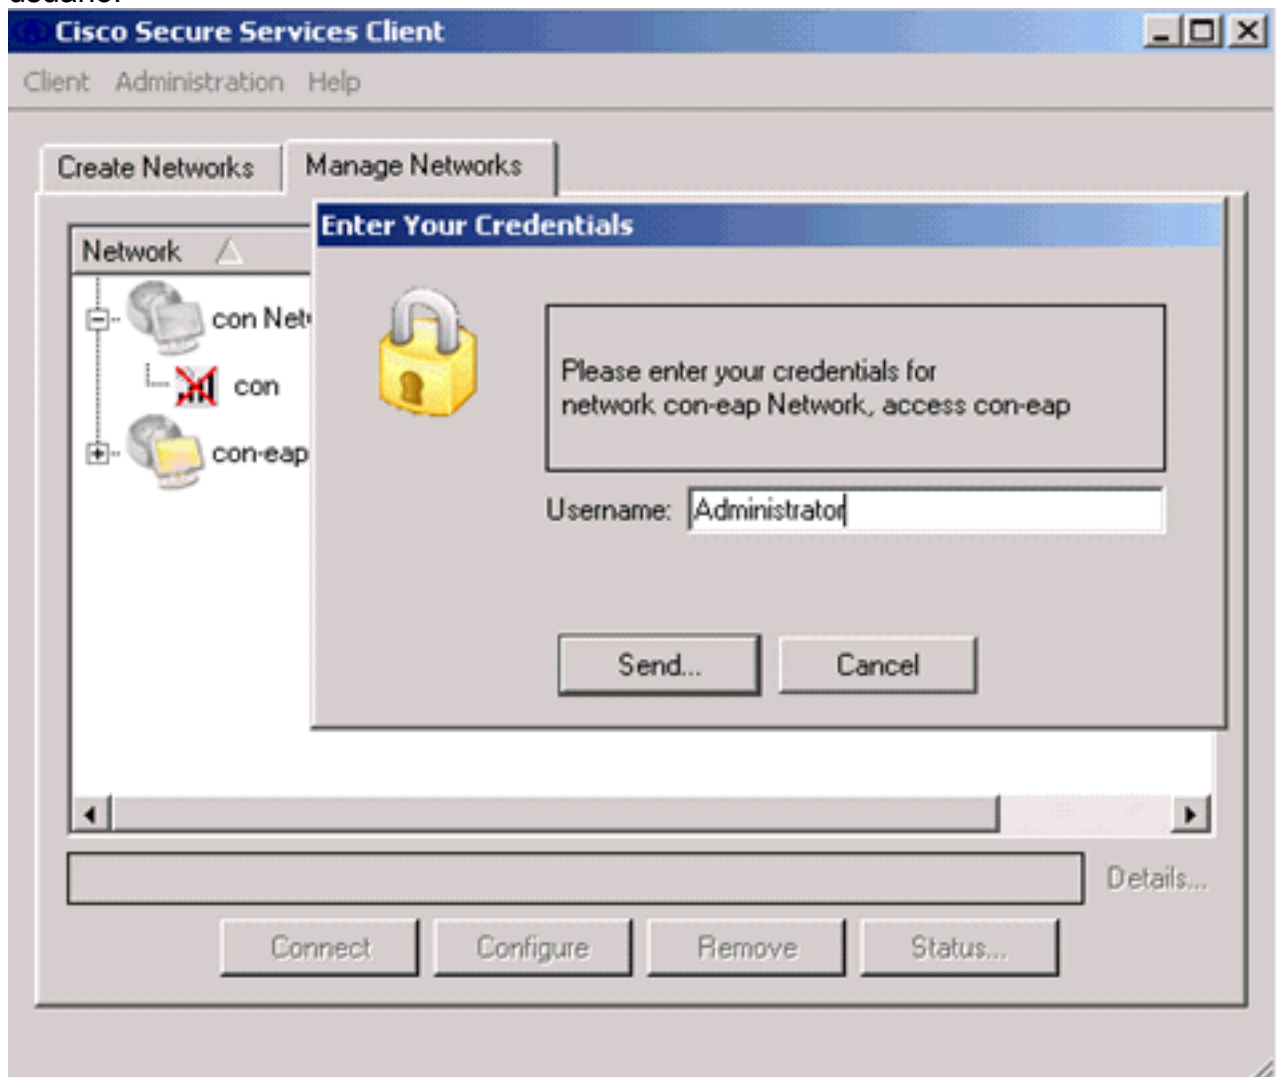 usuario.
Cisco Secure Services Client
Client Administration Help
Create Networks Manage Networks
Enter Your Credentials
Network
con Net
con
con-eap
Please enter your credentials for
network con-eap Network, access con-eap
Username: Administrator
Send... Cancel
Details...
Connect Configure Remove Status...